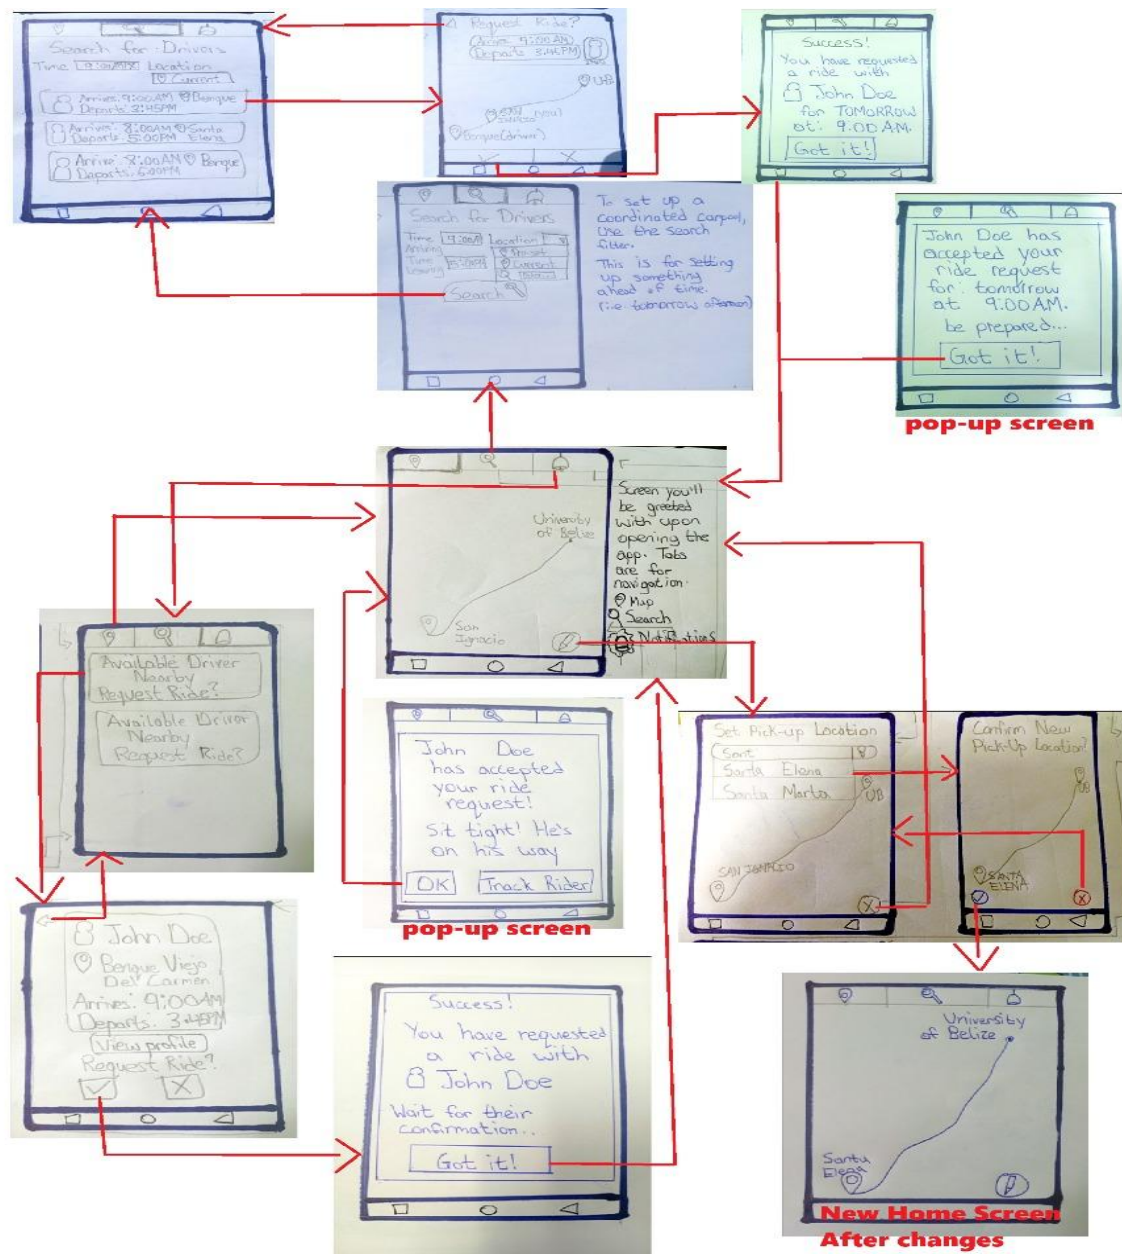 Search for Drivers
Time 9:00AM Location
Current
Arrives: 9:00AM Benque
Departs: 3:45PM
Arrives: 8:00AM Santa
Departs: 5:00PM Elena
Arrive: 8:00AM Benque
Departs: 6:00PM
Request Ride?
Arrive: 9:00AM
Departs: 3:45PM
UB
Benque(driver)
Success!
You have requested
a ride with
John Doe
for TOMORROW
at: 9:00 A.M.
Got it!
Search for Drivers
Time 9:00AM Location
Arriving
Time 5:00PM Current
Leaving
Search
To set up a
coordinated carpool,
use the search
filter.
This is for setting
up something
ahead of time.
(i.e. tomorrow afternoon)
John Doe has
accepted your
ride request
for: tomorrow
at 9:00AM.
be prepared...
Got it!
pop-up screen
University
of Belize
San
Ignacio
Screen you'll
be greeted
with upon
opening the
app. Tabs
are for
navigation.
Map
Search
Notifications
Available Driver
Nearby
Request Ride?
Available Driver
Nearby
Request Ride?
John Doe
has accepted
your ride
request!
Sit tight! He's
on his way
OK Track Rider
pop-up screen
Set Pick-up Location
Sant
Santa Elena
Santa Marta
UB
SAN IGNACIO
Confirm New
Pick-Up Location?
UB
SANTA
ELENA
John Doe
Benque Viejo
Del Carmen
Arrives: 9:00AM
Departs: 3:45PM
View profile
Request Ride?
Success!
You have requested
a ride with
John Doe
Wait for their
confirmation...
Got it!
University
of Belize
Santa
Elena
New Home Screen
After changes